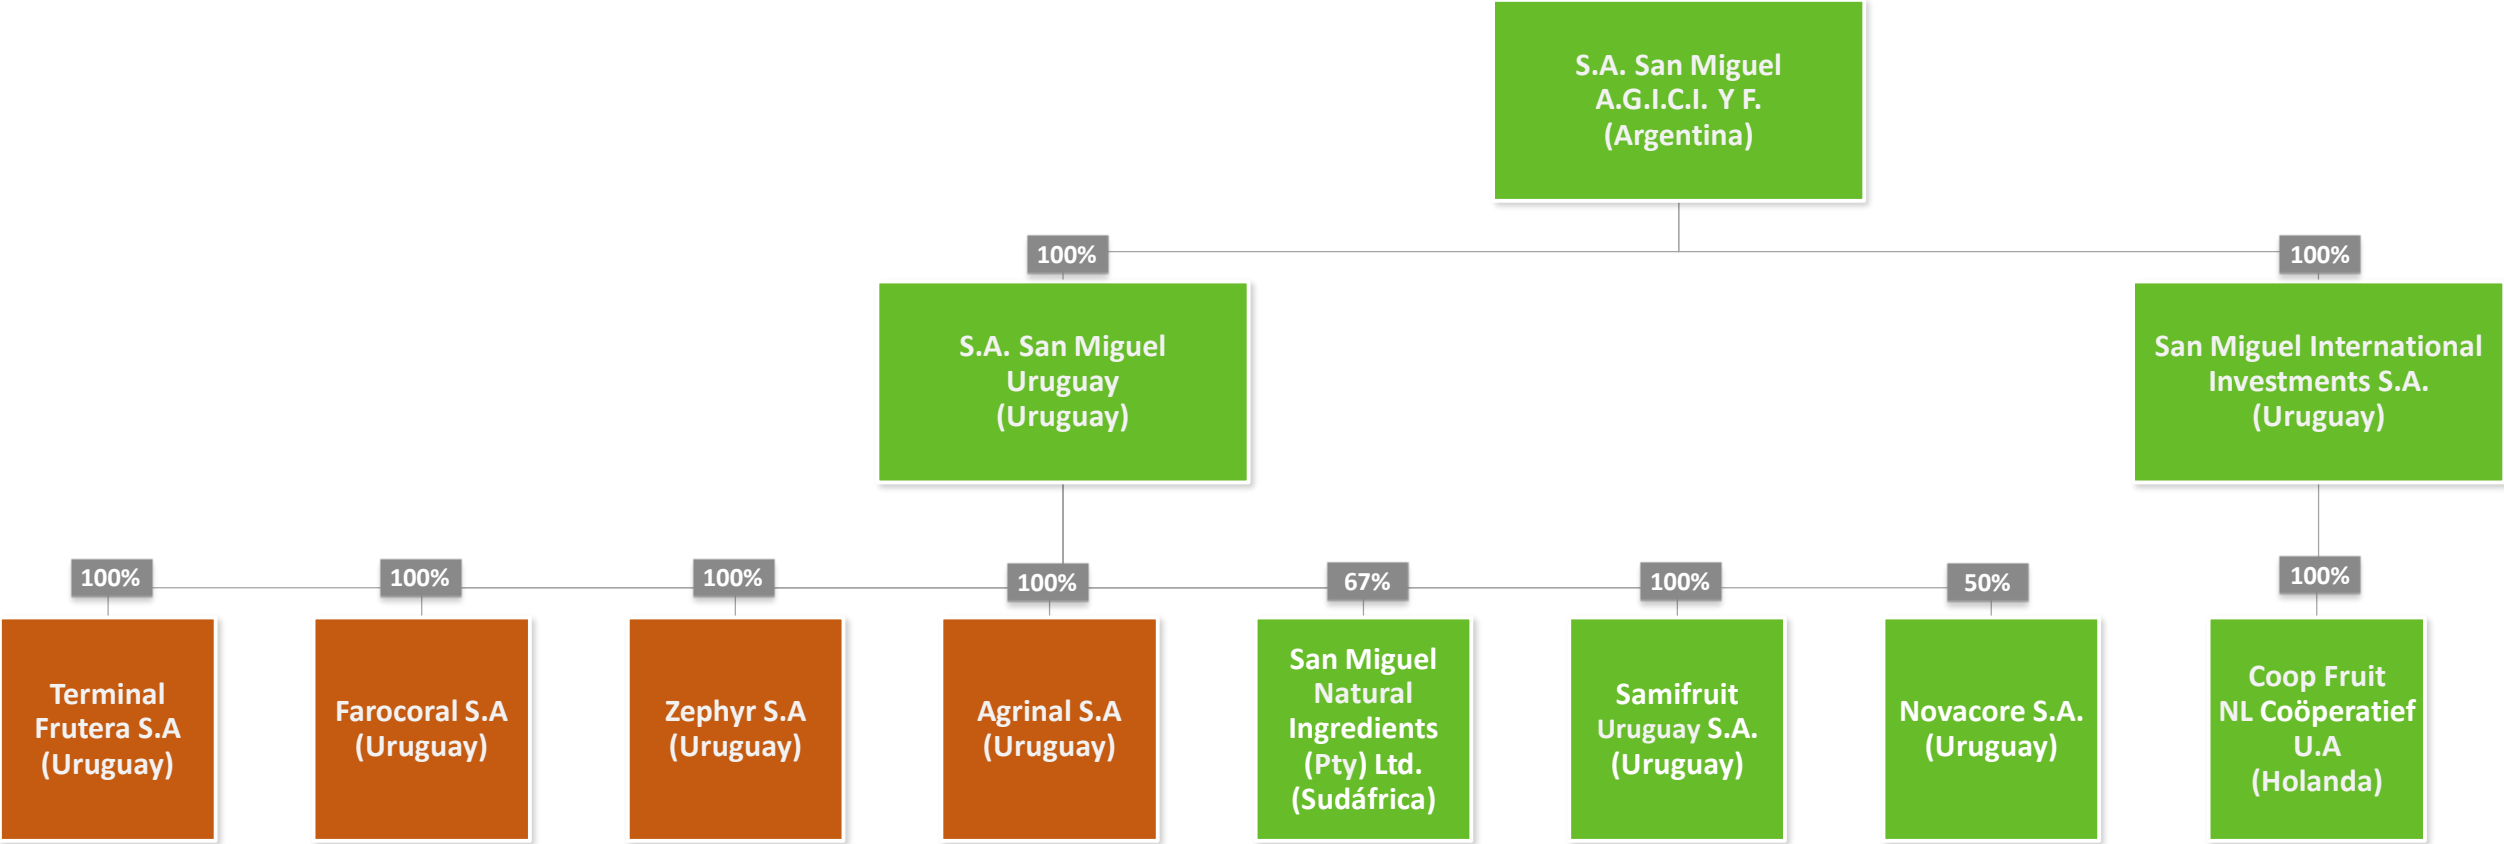 S.A. San Miguel
A.G.I.C.I. Y F.
(Argentina)
100%
100%
S.A. San Miguel
Uruguay
(Uruguay)
San Miguel International
Investments S.A.
(Uruguay)
100%
100%
100%
100%
67%
100%
50%
100%
Terminal
Frutera S.A
(Uruguay)
Farocoral S.A
(Uruguay)
Zephyr S.A
(Uruguay)
Agrinal S.A
(Uruguay)
San Miguel
Natural
Ingredients
(Pty) Ltd.
(Sudáfrica)
Samifruit
Uruguay S.A.
(Uruguay)
Novacore S.A.
(Uruguay)
Coop Fruit
NL Coöperatief
U.A
(Holanda)